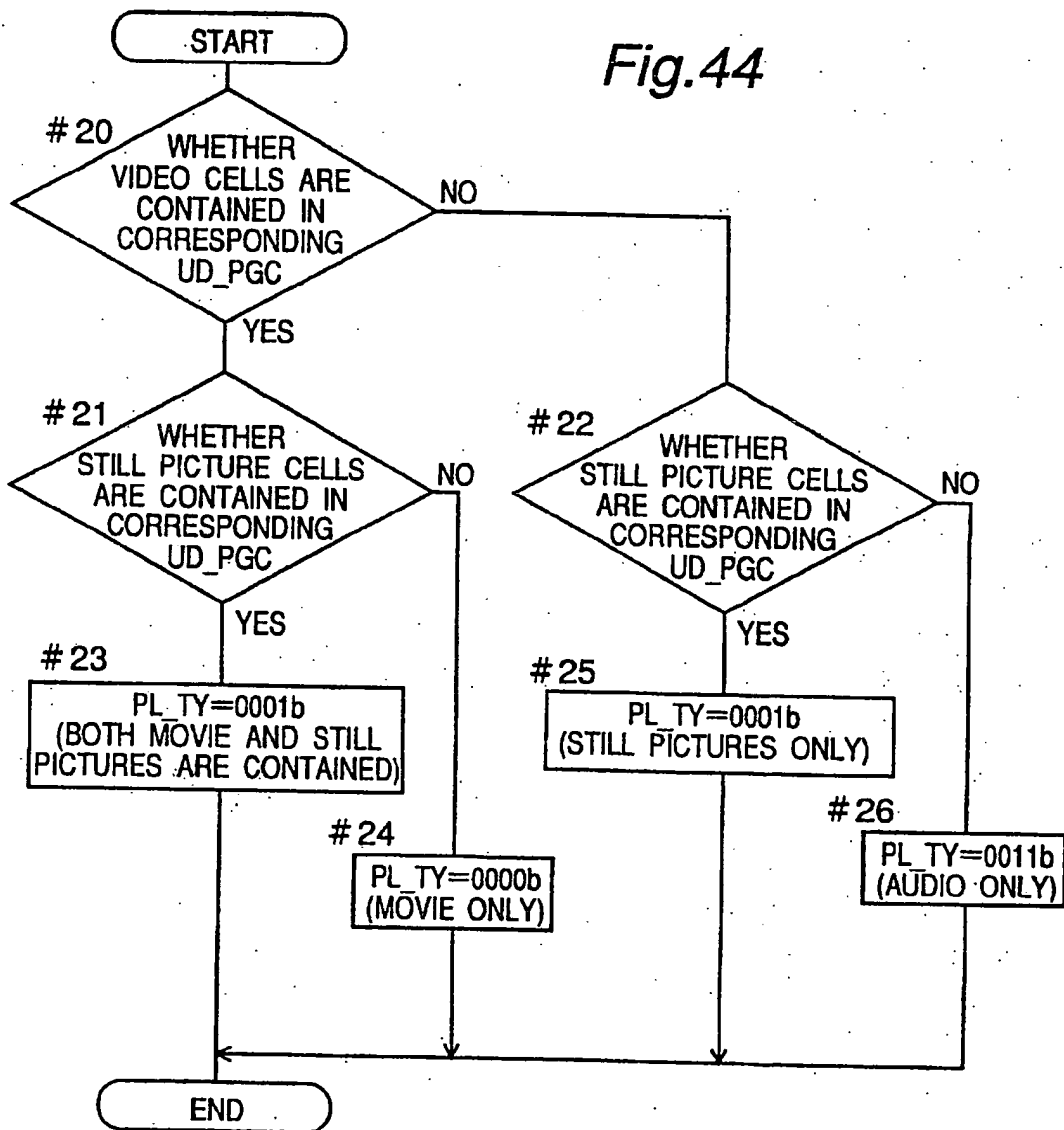 START
Fig.44
#20
WHETHER
VIDEO CELLS ARE
CONTAINED IN
CORRESPONDING
UD_PGC
NO
YES
#21
WHETHER
STILL PICTURE CELLS
ARE CONTAINED IN
CORRESPONDING
UD_PGC
NO
YES
#22
WHETHER
STILL PICTURE CELLS
ARE CONTAINED IN
CORRESPONDING
UD_PGC
NO
YES
#23
PL_TY=0001b
(BOTH MOVIE AND STILL
PICTURES ARE CONTAINED)
#24
PL_TY=0000b
(MOVIE ONLY)
#25
PL_TY=0001b
(STILL PICTURES ONLY)
#26
PL_TY=0011b
(AUDIO ONLY)
END